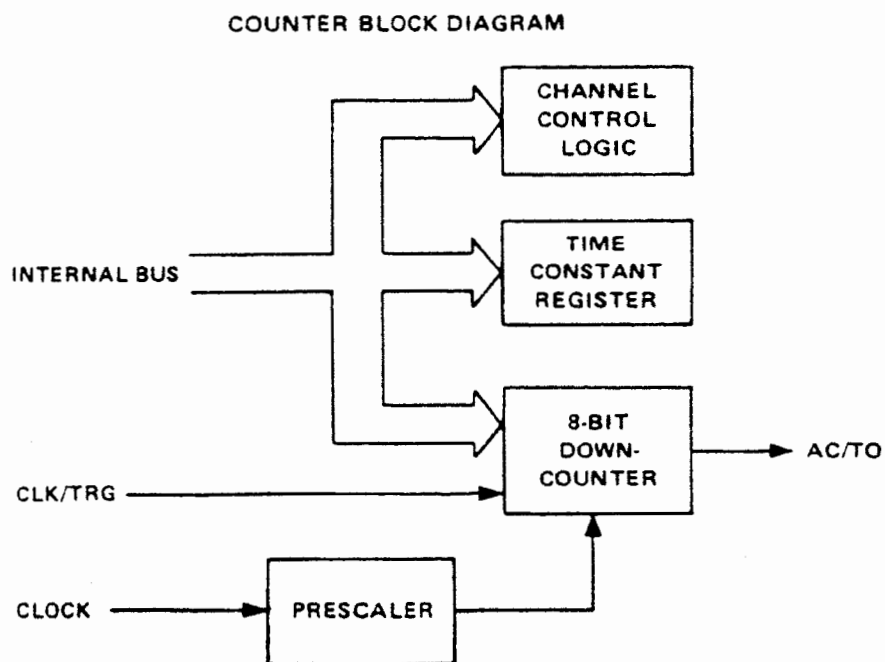 COUNTER BLOCK DIAGRAM
CHANNEL
CONTROL
LOGIC
INTERNAL BUS
TIME
CONSTANT
REGISTER
8-BIT
DOWN-
COUNTER
AC/TO
CLK/TRG
CLOCK
PRESCALER